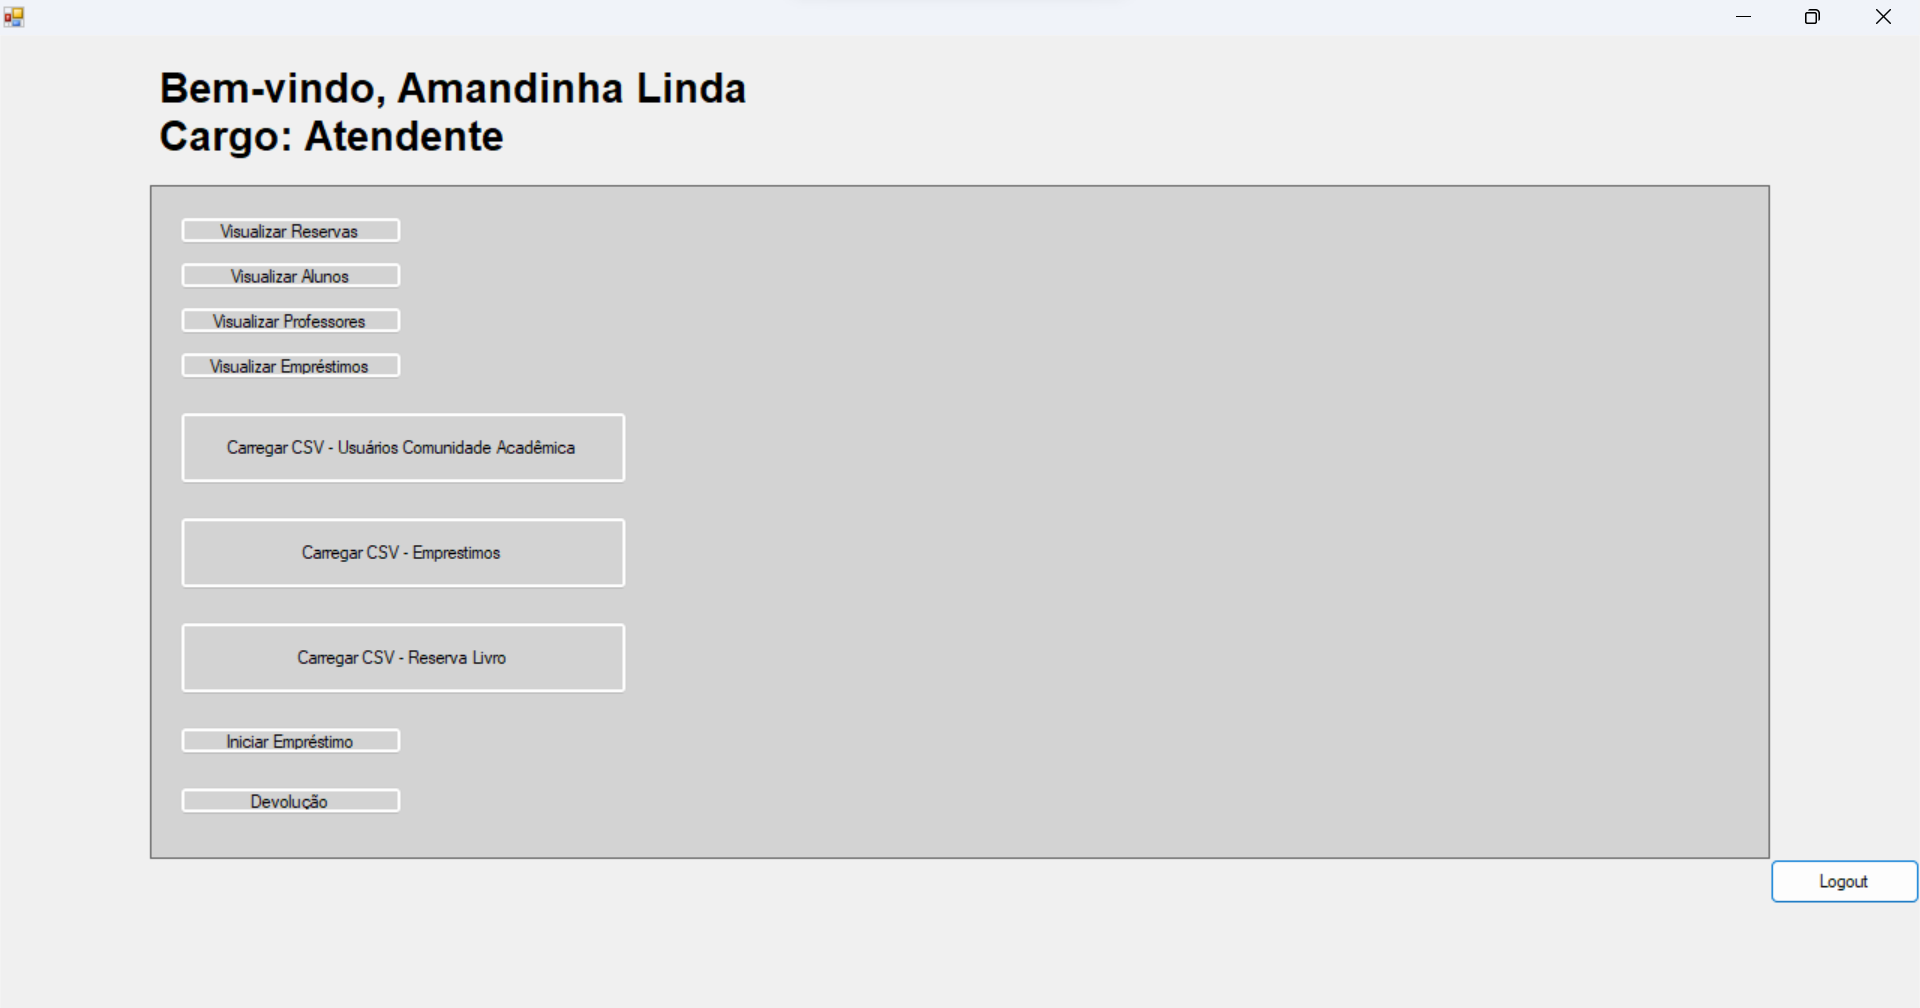 Bem-vindo, Amandinha Linda
Cargo: Atendente
Visualizar Reservas
Visualizar Alunos
Visualizar Professores
Visualizar Empréstimos
Carregar CSV - Usuários Comunidade Acadêmica
Carregar CSV - Emprestimos
Carregar CSV - Reserva Livro
Iniciar Empréstimo
Devolução
Logout